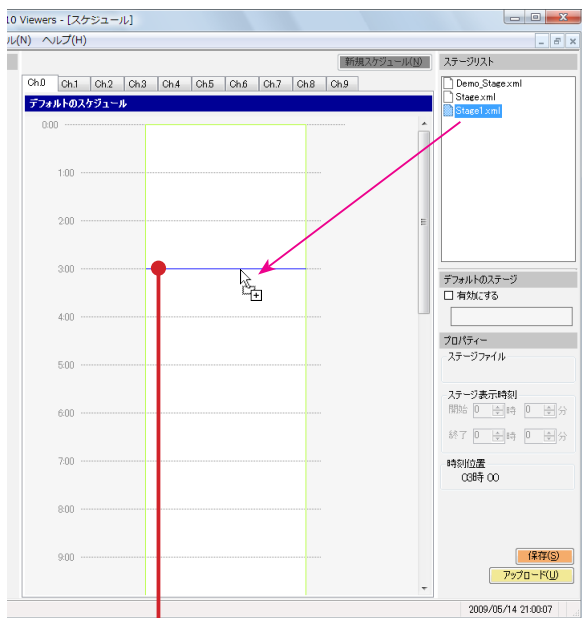 10 Viewers - [スケジュール]
ル(N) ヘルプ(H)
新規スケジュール(N)
Ch.0 Ch.1 Ch.2 Ch.3 Ch.4 Ch.5 Ch.6 Ch.7 Ch.8 Ch.9
デフォルトのスケジュール
0:00
1:00
2:00
3:00
4:00
5:00
6:00
7:00
8:00
9:00
ステージリスト
Demo_Stage.xml
Stage.xml
Stage1.xml
デフォルトのステージ
有効にする
プロパティー
ステージファイル
ステージ表示時刻
開始 0 時 0 分
終了 0 時 0 分
時刻位置
03時 00
保存(S)
アップロード(U)
2009/05/14 21:00:07